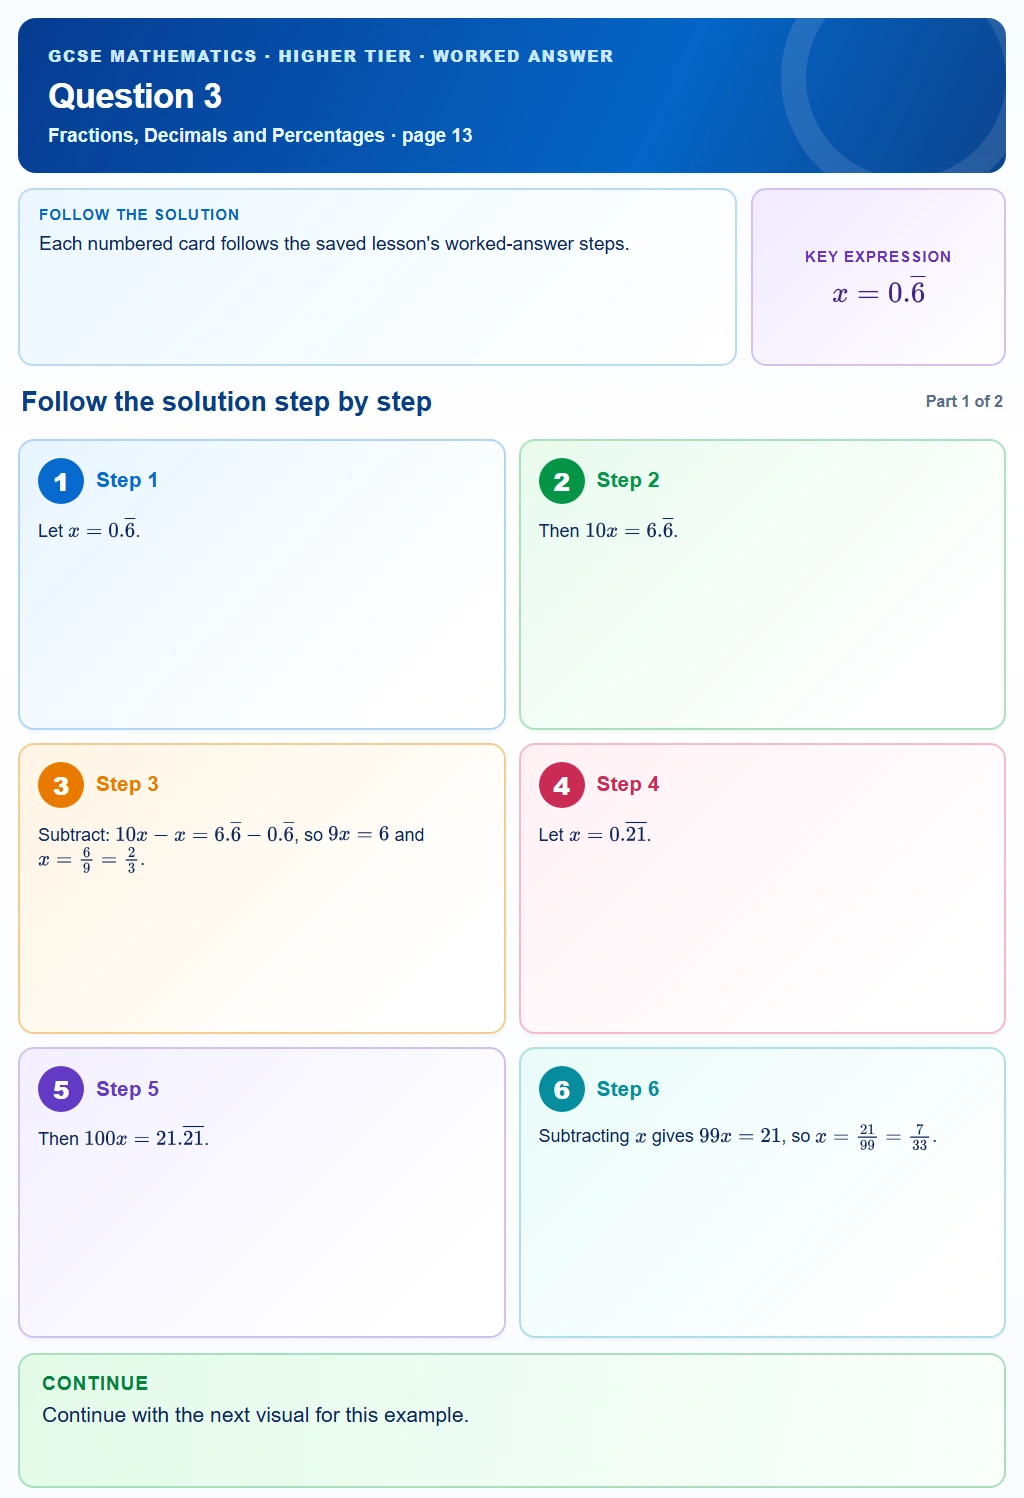 GCSE MATHEMATICS · HIGHER TIER · WORKED ANSWER
Question 3
Fractions, Decimals and Percentages · page 13
FOLLOW THE SOLUTION
Each numbered card follows the saved lesson's worked-answer steps.
KEY EXPRESSION
$x = 0.\overline{6}$
Follow the solution step by step
Part 1 of 2
1 Step 1
Let $x = 0.\overline{6}$.
2 Step 2
Then $10x = 6.\overline{6}$.
3 Step 3
Subtract: $10x - x = 6.\overline{6} - 0.\overline{6}$, so $9x = 6$ and
$x = \frac{6}{9} = \frac{2}{3}$.
4 Step 4
Let $x = 0.\overline{21}$.
5 Step 5
Then $100x = 21.\overline{21}$.
6 Step 6
Subtracting $x$ gives $99x = 21$, so $x = \frac{21}{99} = \frac{7}{33}$.
CONTINUE
Continue with the next visual for this example.